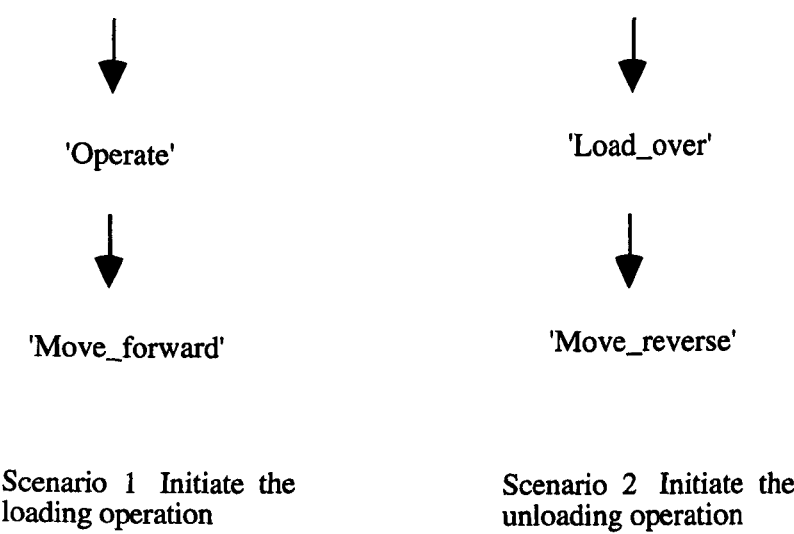 'Operate'
'Move_forward'
Scenario 1 Initiate the
loading operation
'Load_over'
'Move_reverse'
Scenario 2 Initiate the
unloading operation